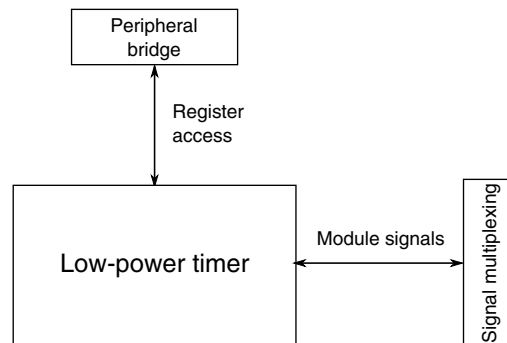 Peripheral
bridge
Register
access
Low-power timer
Module signals
Signal multiplexing